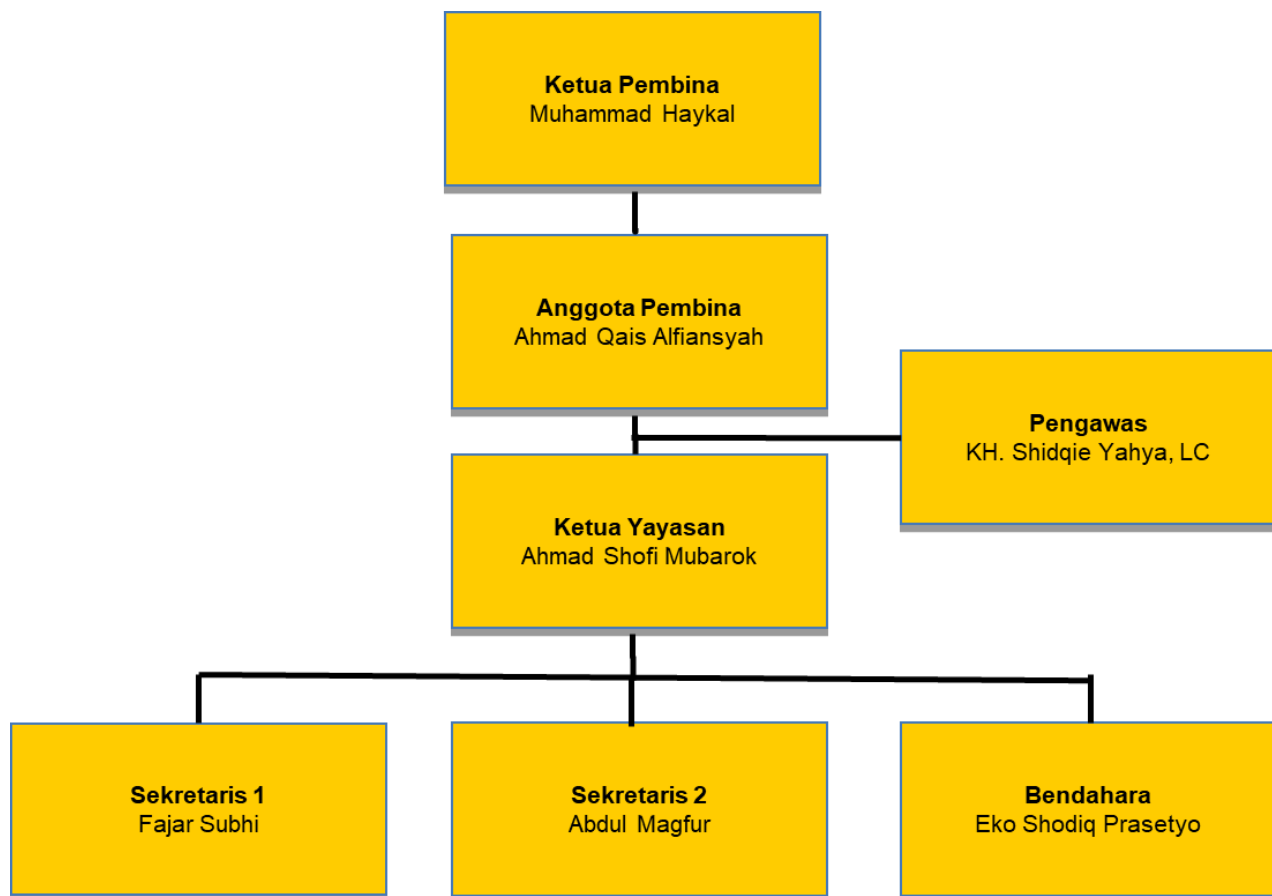 Ketua Pembina
Muhammad Haykal
Anggota Pembina
Ahmad Qais Alfiansyah
Pengawas
KH. Shidqie Yahya, LC
Ketua Yayasan
Ahmad Shofi Mubarok
Sekretaris 1
Fajar Subhi
Sekretaris 2
Abdul Magfur
Bendahara
Eko Shodiq Prasetyo